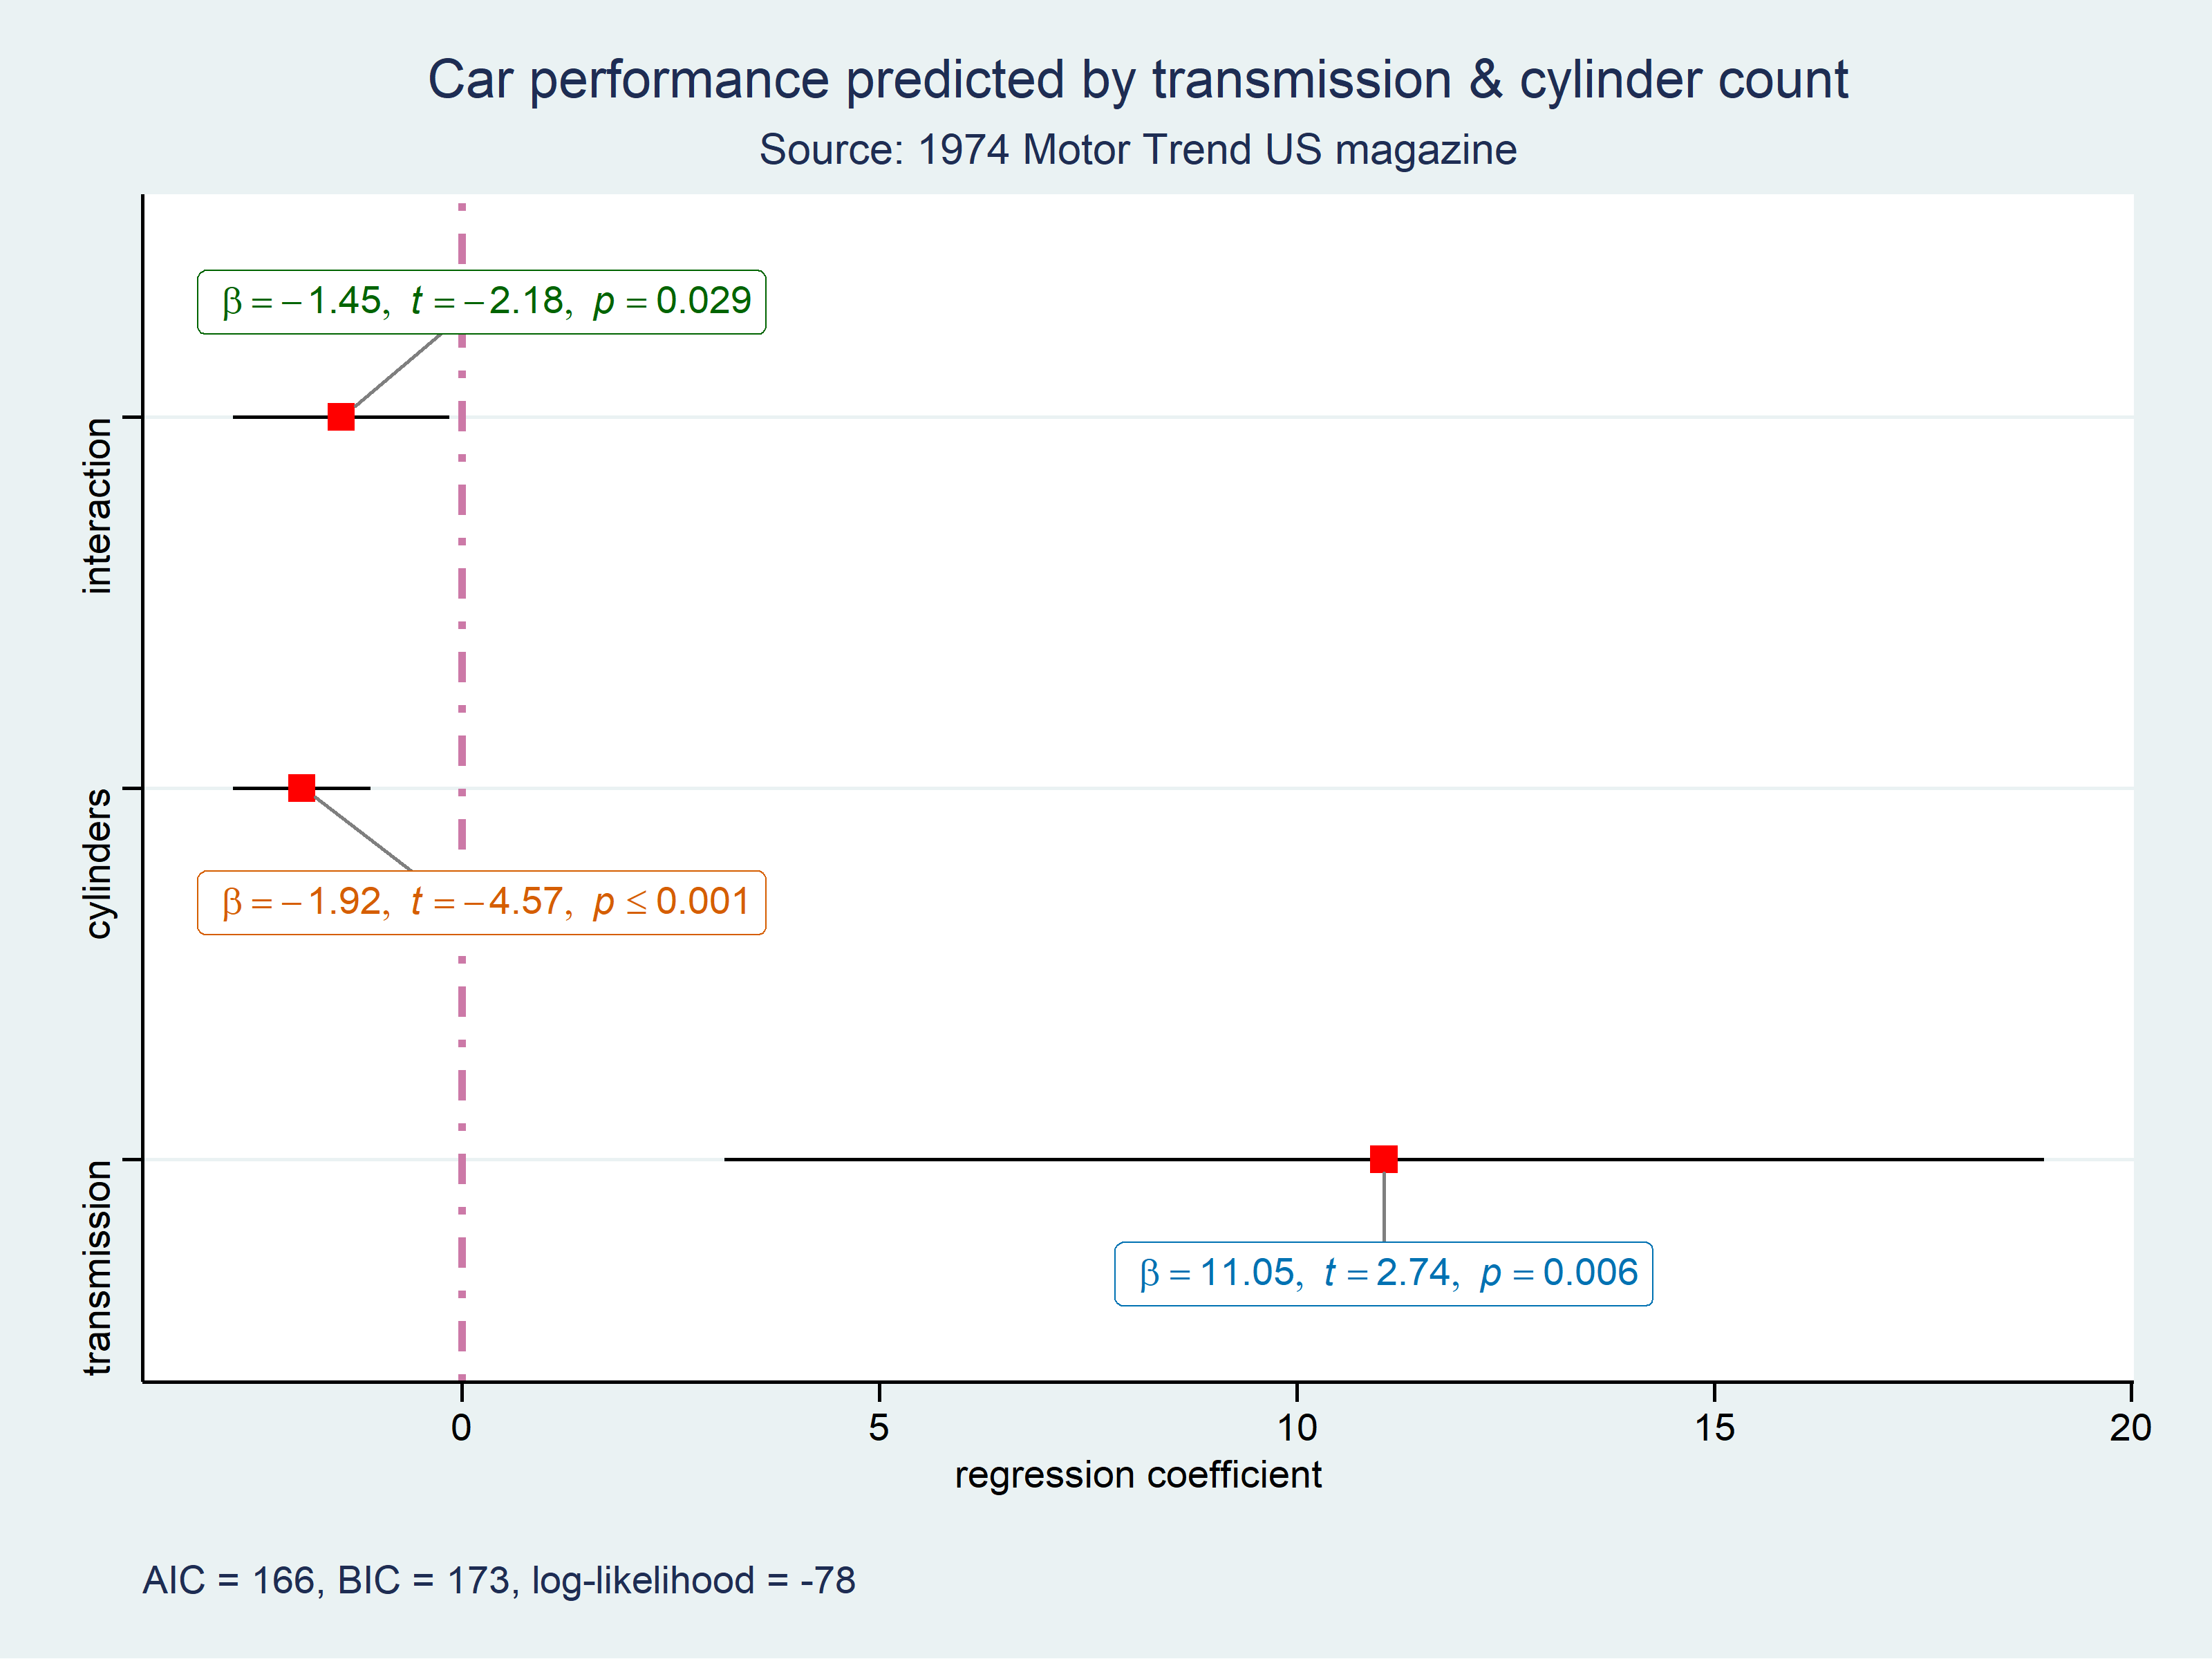 Car performance predicted by transmission & cylinder count
Source: 1974 Motor Trend US magazine
β = −1.45, t = −2.18, p = 0.029
interaction
cylinders
β = −1.92, t = −4.57, p ≤ 0.001
transmission
β = 11.05, t = 2.74, p = 0.006
0 5 10 15 20
regression coefficient
AIC = 166, BIC = 173, log-likelihood = -78